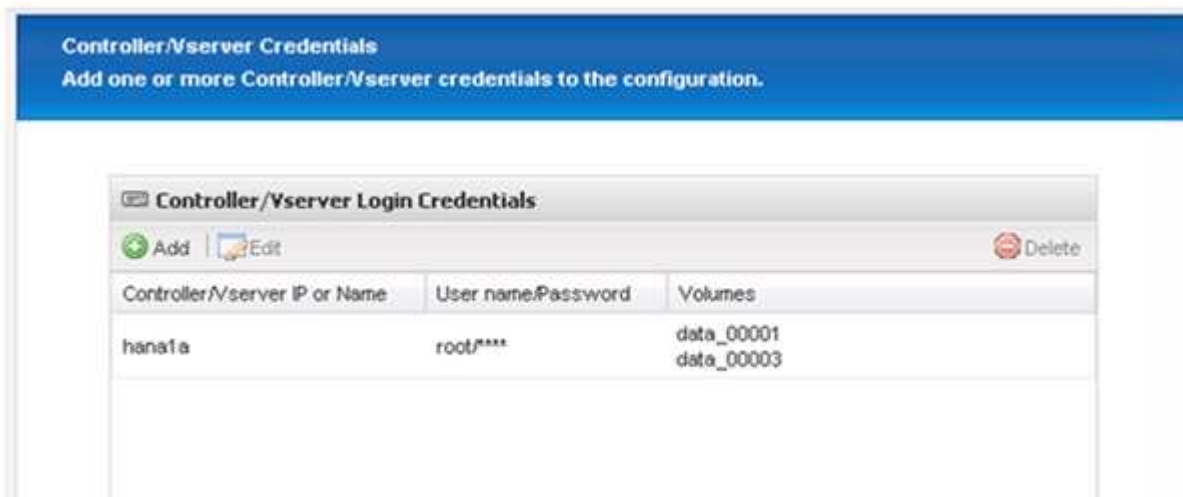 Controller/Vserver Credentials
Add one or more Controller/Vserver credentials to the configuration.
Controller/Vserver Login Credentials
Add Edit Delete
Controller/Vserver IP or Name User name/Password Volumes
hana1a root/**** data_00001
data_00003